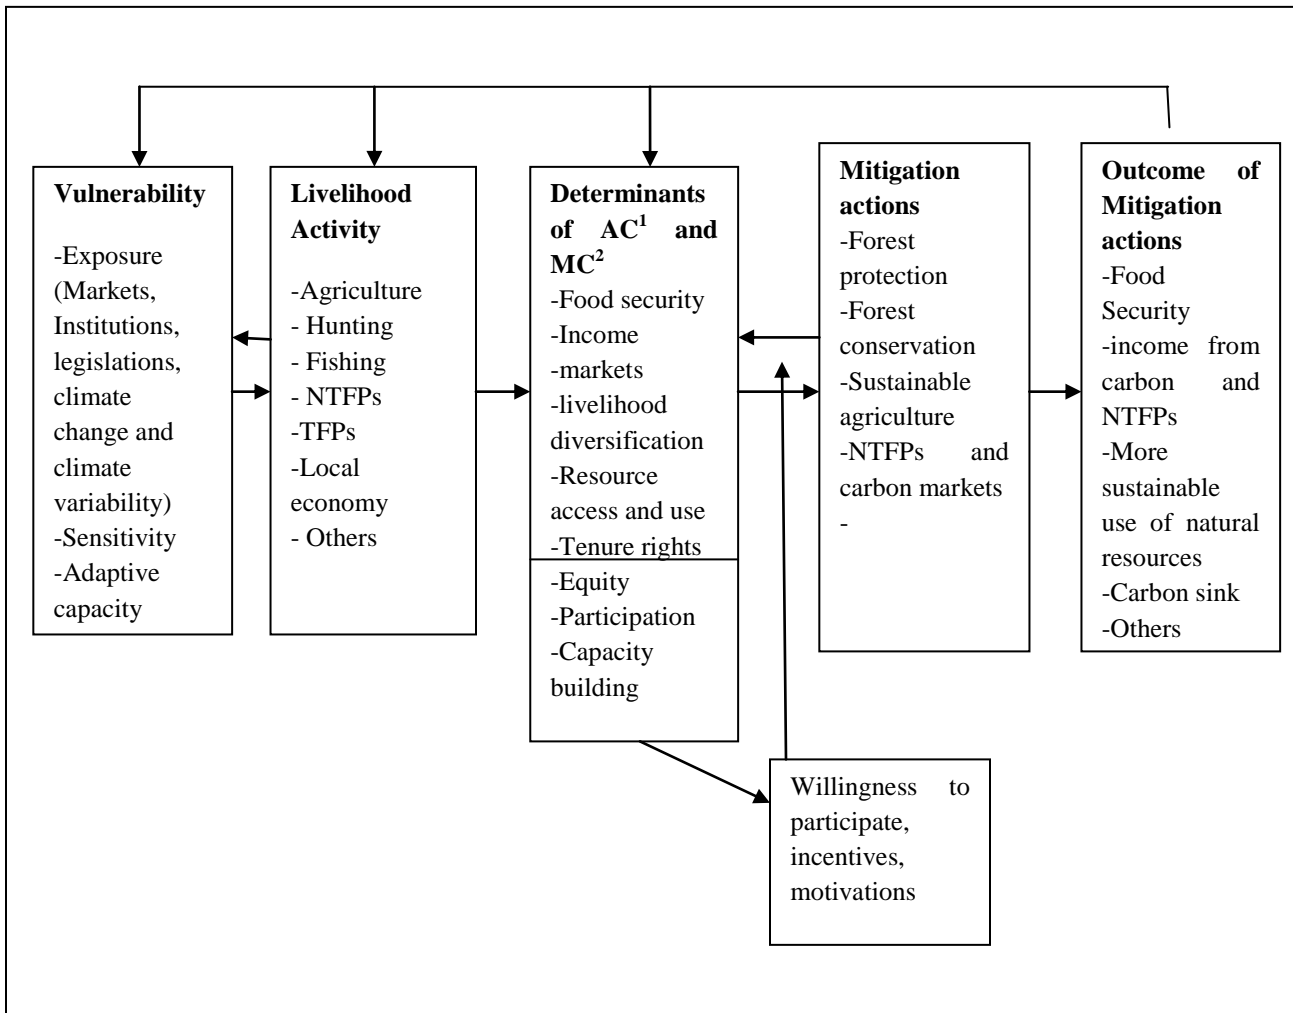 Vulnerability
-Exposure
(Markets,
Institutions,
legislations,
climate
change and
climate
variability)
-Sensitivity
-Adaptive
capacity
Livelihood
Activity
-Agriculture
- Hunting
- Fishing
- NTFPs
-TFPs
-Local
economy
- Others
Determinants
of AC¹ and
MC²
-Food security
-Income
-markets
-livelihood
diversification
-Resource
access and use
-Tenure rights
-Equity
-Participation
-Capacity
building
Mitigation
actions
-Forest
protection
-Forest
conservation
-Sustainable
agriculture
-NTFPs and
carbon markets
-
Outcome of
Mitigation
actions
-Food
Security
-income from
carbon and
NTFPs
-More
sustainable
use of natural
resources
-Carbon sink
-Others
Willingness to
participate,
incentives,
motivations